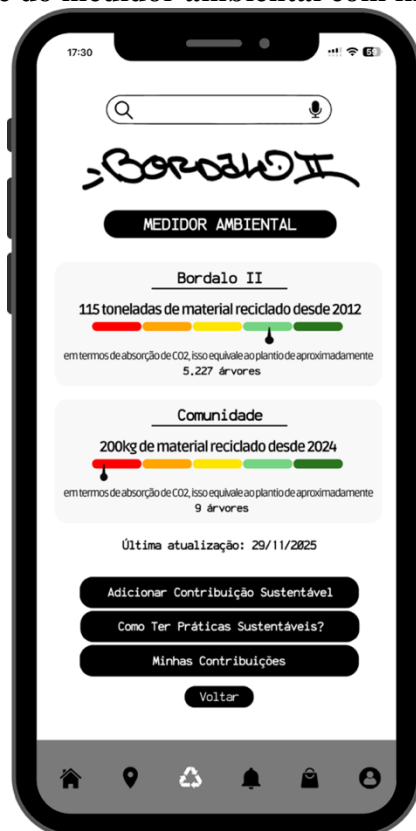 17:30
BORDALO II
MEDIDOR AMBIENTAL
Bordalo II
115 toneladas de material reciclado desde 2012
em termos de absorção de CO2, isso equivale ao plantio de aproximadamente
5.227 árvores
Comunidade
200kg de material reciclado desde 2024
em termos de absorção de CO2, isso equivale ao plantio de aproximadamente
9 árvores
Última atualização: 29/11/2025
Adicionar Contribuição Sustentável
Como Ter Práticas Sustentáveis?
Minhas Contribuições
Voltar